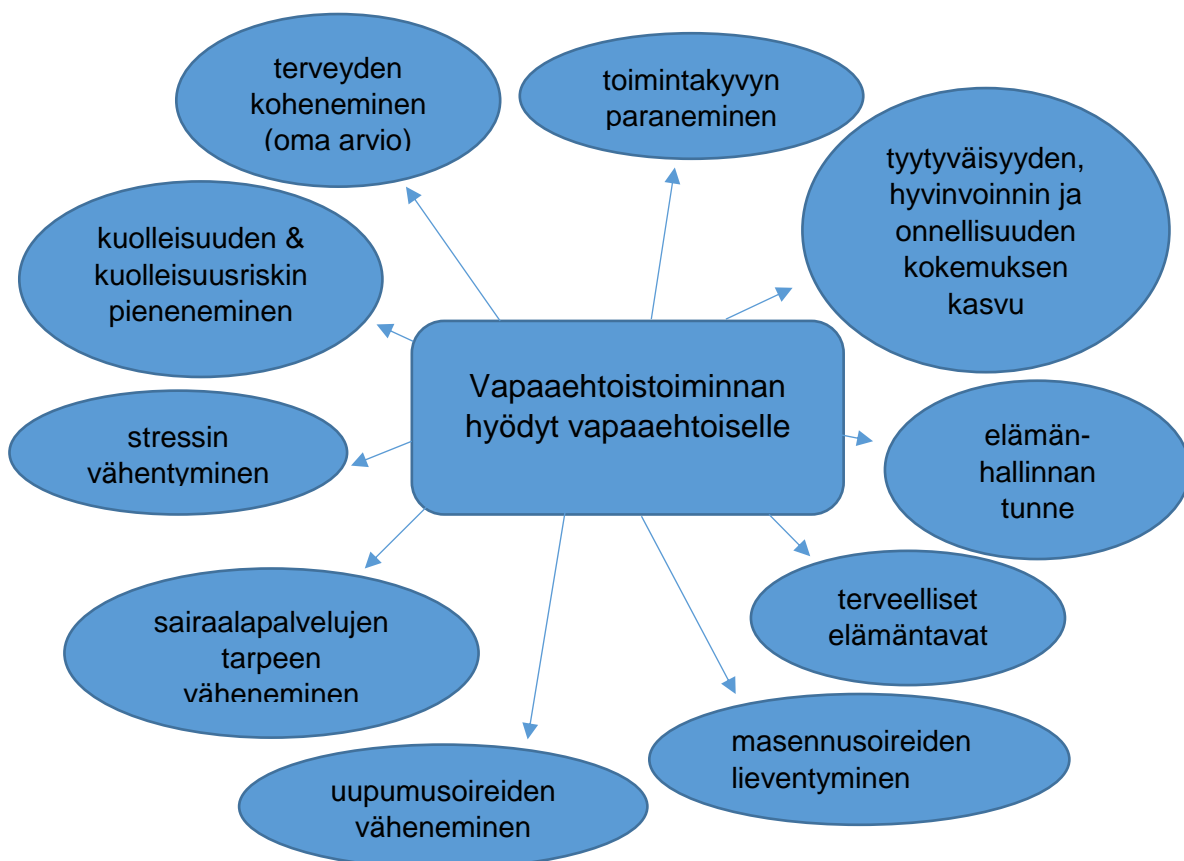 terveyden
koheneminen
(oma arvio)
toimintakyvyn
paraneminen
tyytyväisyyden,
hyvinvoinnin ja
onnellisuuden
kokemuksen
kasvu
kuolleisuuden &
kuolleisuusriskin
pieneneminen
Vapaaehtoistoiminnan
hyödyt vapaaehtoiselle
stressin
vähentyminen
elämän-
hallinnan
tunne
terveelliset
elämäntavat
sairaalapalvelujen
tarpeen
väheneminen
masennusoireiden
lieventyminen
uupumusoireiden
väheneminen